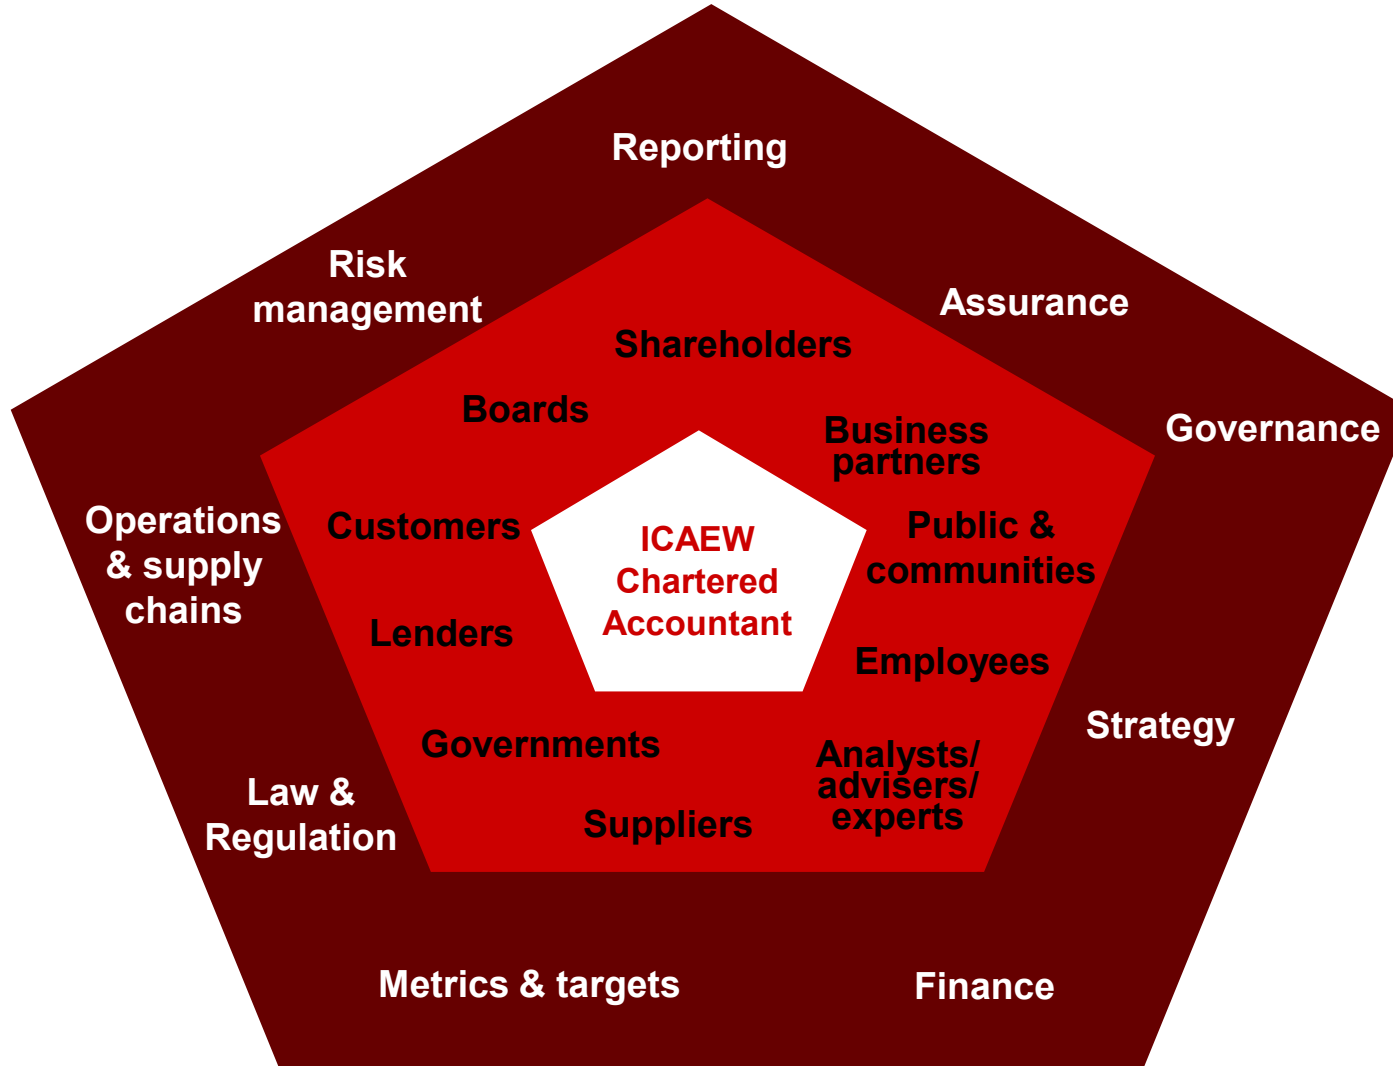 Reporting
Risk
management
Assurance
Shareholders
Boards
Business
partners
Governance
Operations
& supply
chains
Customers
ICAEW
Chartered
Accountant
Public &
communities
Lenders
Employees
Strategy
Governments
Analysts/
advisers/
experts
Law &
Regulation
Suppliers
Metrics & targets
Finance